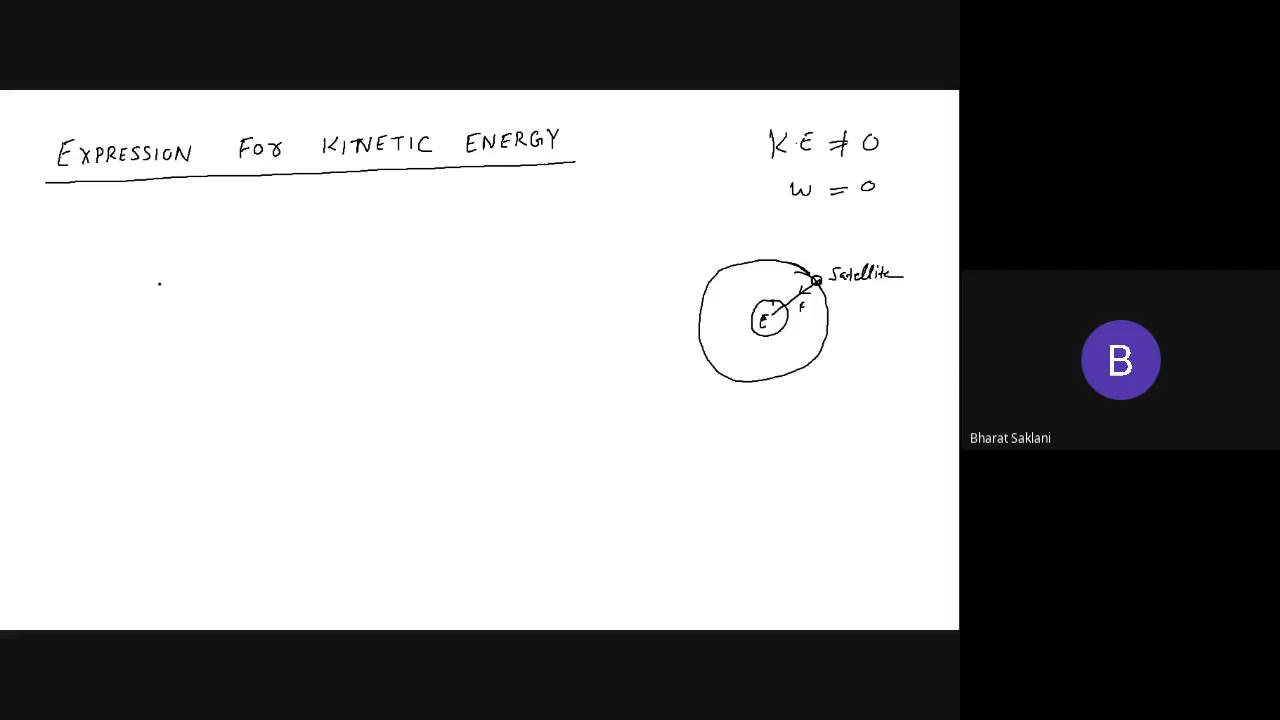 EXPRESSION FOR KINETIC ENERGY
K.E ≠ 0
W = 0
Satellite
F
E
B
Bharat Saklani